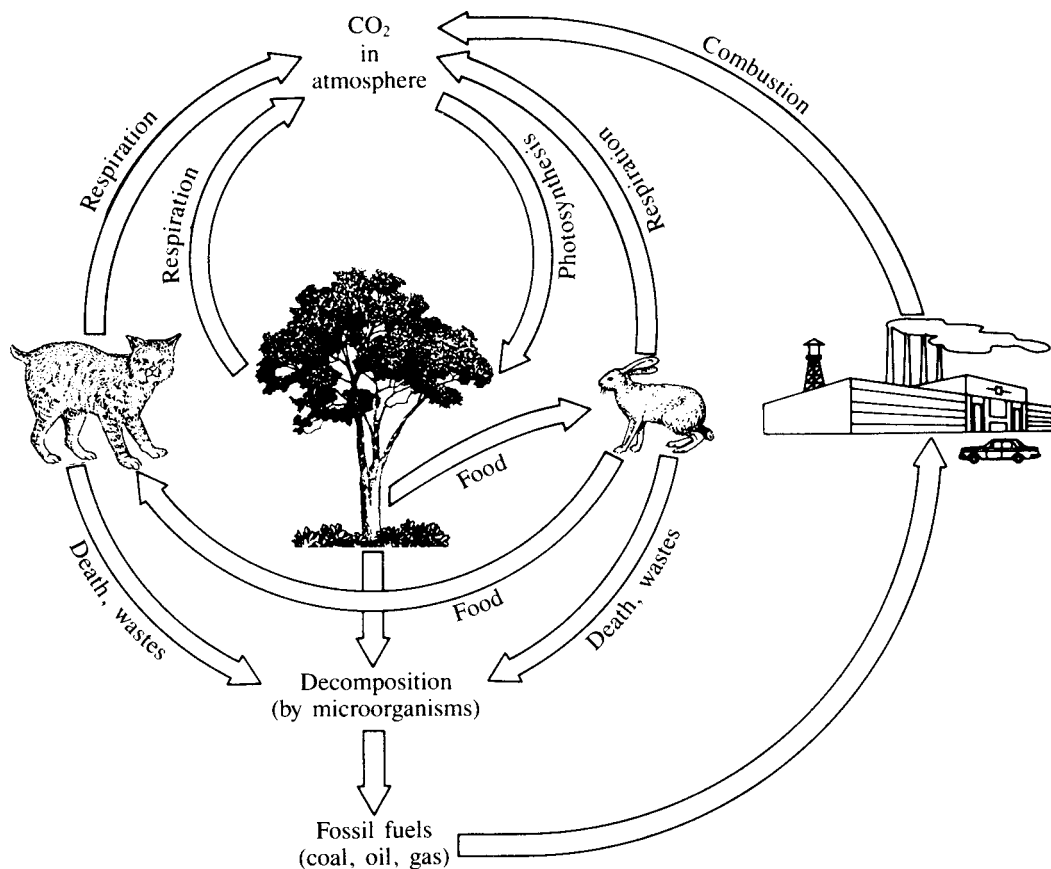 CO₂
in
atmosphere
Combustion
Respiration
Respiration
Photosynthesis
Respiration
Food
Food
Death, wastes
Death, wastes
Decomposition
(by microorganisms)
Fossil fuels
(coal, oil, gas)